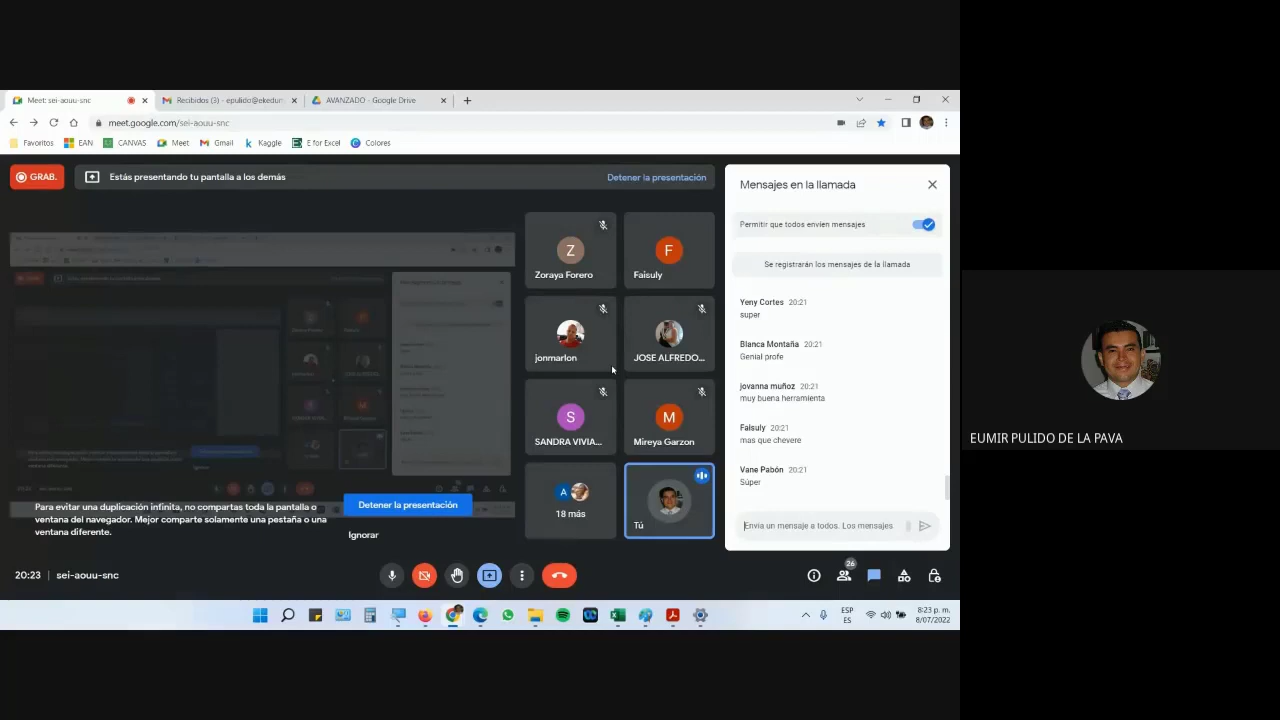 Meet: sei-aouu-snc
Recibidos (3) - epulido@ekedum
AVANZADO - Google Drive
meet.google.com/sei-aouu-snc
Favoritos
EAN
CANVAS
Meet
Gmail
Kaggle
E for Excel
Colores
GRAB.
Estás presentando tu pantalla a los demás
Detener la presentación
Z
Zoraya Forero
F
Faisuly
jonmarlon
JOSE ALFREDO...
S
SANDRA VIVIA...
M
Mireya Garzon
A
18 más
Tú
Para evitar una duplicación infinita, no compartas toda la pantalla o
ventana del navegador. Mejor comparte solamente una pestaña o una
ventana diferente.
Detener la presentación
Ignorar
Mensajes en la llamada
Permitir que todos envíen mensajes
Se registrarán los mensajes de la llamada
Yeny Cortes 20:21
super
Blanca Montaña 20:21
Genial profe
jovanna muñoz 20:21
muy buena herramienta
Faisuly 20:21
mas que chevere
Vane Pabón 20:21
Súper
Envía un mensaje a todos. Los mensajes
20:23 | sei-aouu-snc
26
ESP
ES
8:23 p. m.
8/07/2022
EUMIR PULIDO DE LA PAVA